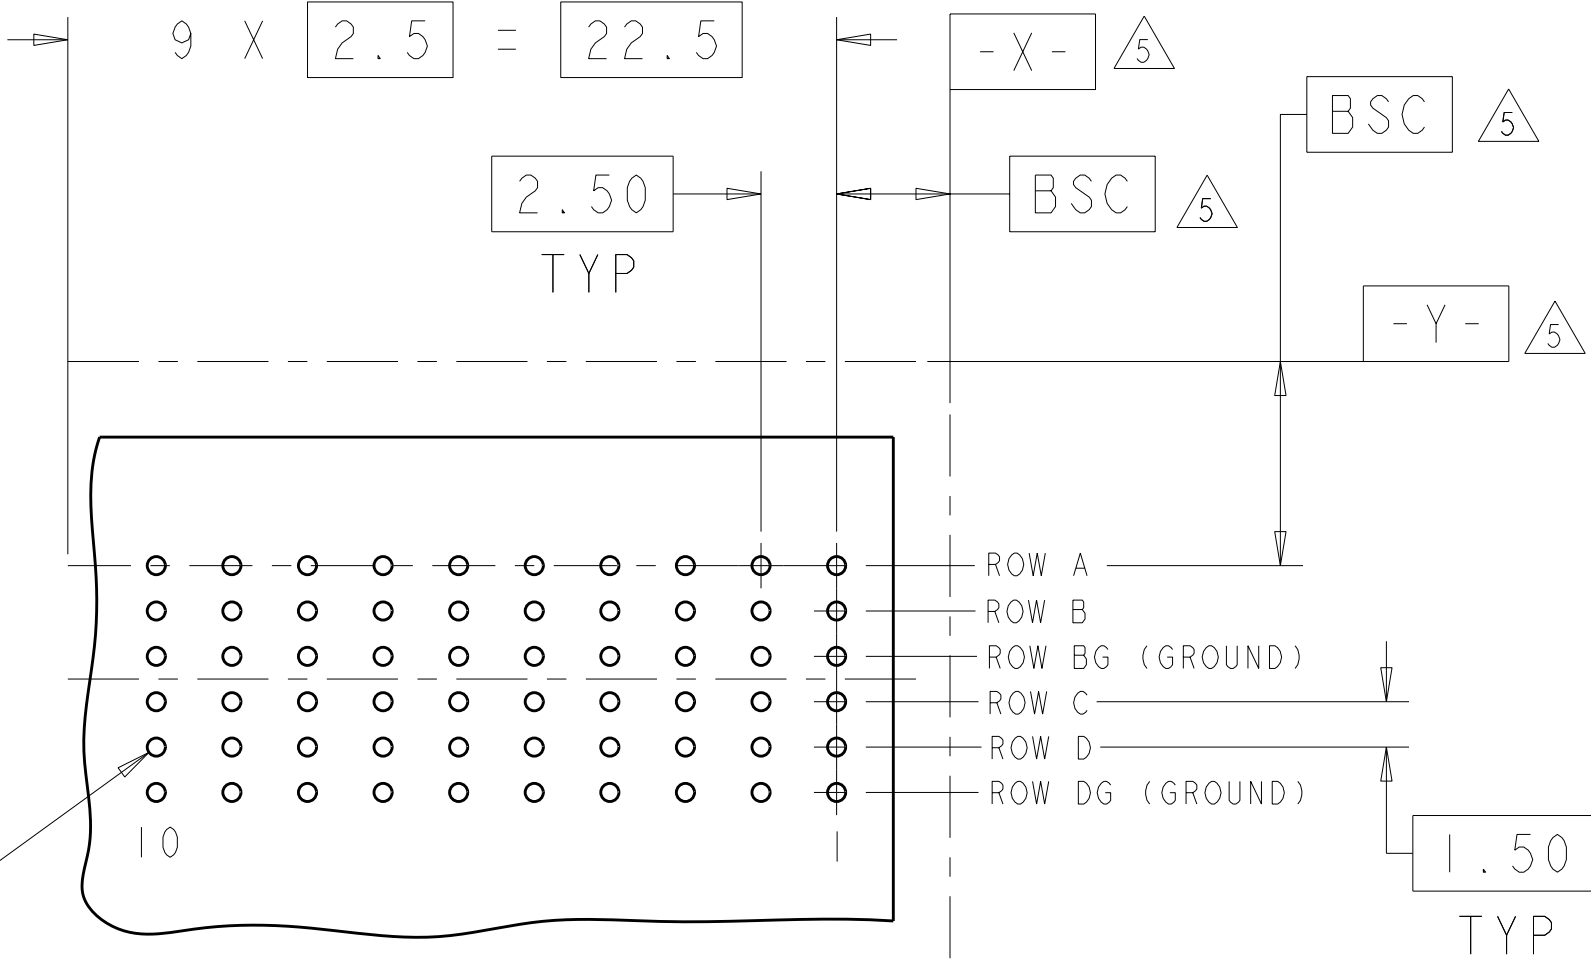 9 X 2.5 = 22.5
-X- 5
BSC 5
2.50
TYP
BSC 5
-Y- 5
ROW A
ROW B
ROW BG (GROUND)
ROW C
ROW D
ROW DG (GROUND)
10
1
1.50
TYP